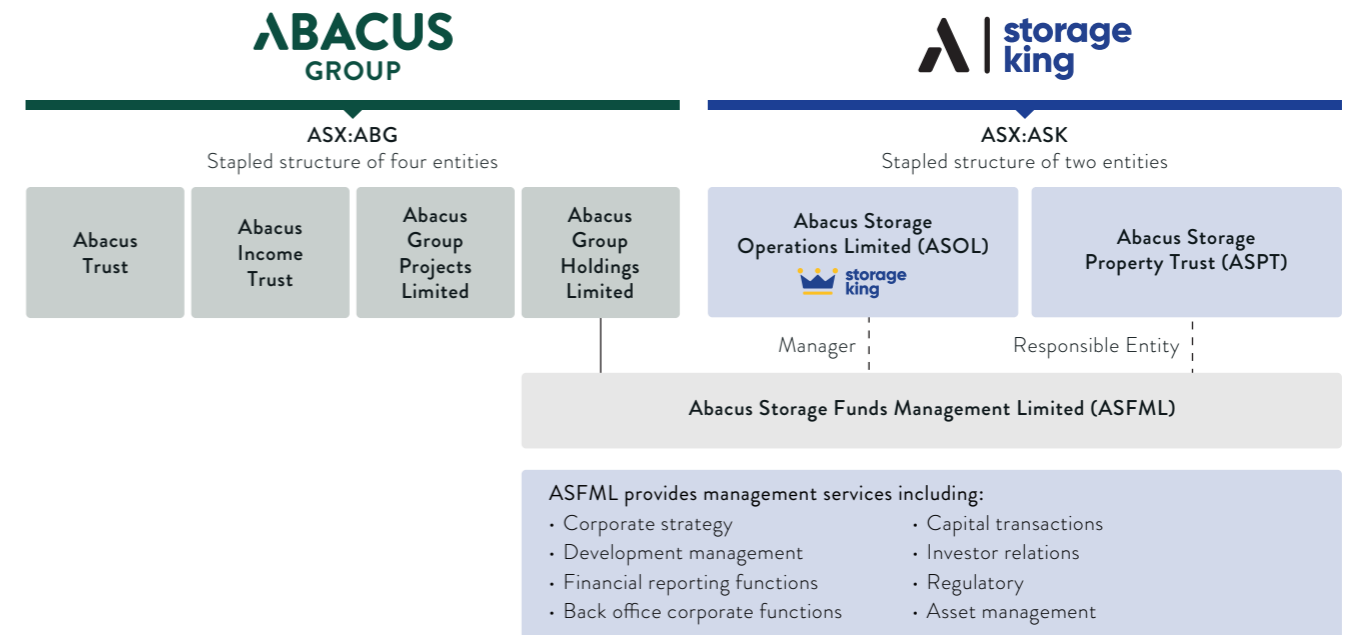 ABACUS
GROUP
ASX:ABG
Stapled structure of four entities
Abacus
Trust
Abacus
Income
Trust
Abacus
Group
Projects
Limited
Abacus
Group
Holdings
Limited
storage
king
ASX:ASK
Stapled structure of two entities
Abacus Storage
Operations Limited (ASOL)
storage
king
Abacus Storage
Property Trust (ASPT)
Manager
Responsible Entity
Abacus Storage Funds Management Limited (ASFML)
ASFML provides management services including:
• Corporate strategy
• Development management
• Financial reporting functions
• Back office corporate functions
• Capital transactions
• Investor relations
• Regulatory
• Asset management